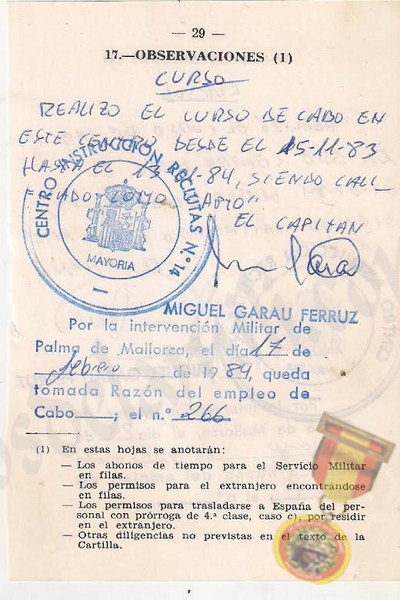 — 29 —
17.—OBSERVACIONES (1)
CURSO
REALIZO EL CURSO DE CABO EN
ESTE CENTRO DESDE EL 15-11-83
HASTA EL 13 1-84, SIENDO CALI-
FICADO COMO "APTO"
EL CAPITAN
CENTRO INSTRUCCION RECLUTAS Nº 14
MAYORIA
MIGUEL GARAU FERRUZ
Por la intervención Militar de
Palma de Mallorca, el día 17 de
febrero de 1984, queda
tomada Razón del empleo de
Cabo; el n.º 266
(1) En estas hojas se anotarán:
— Los abonos de tiempo para el Servicio Militar
en filas.
— Los permisos para el extranjero encontrándose
en filas.
— Los permisos para trasladarse a España del per-
sonal con prórroga de 4.ª clase, caso c), por residir
en el extranjero.
— Otras diligencias no previstas en el texto de la
Cartilla.